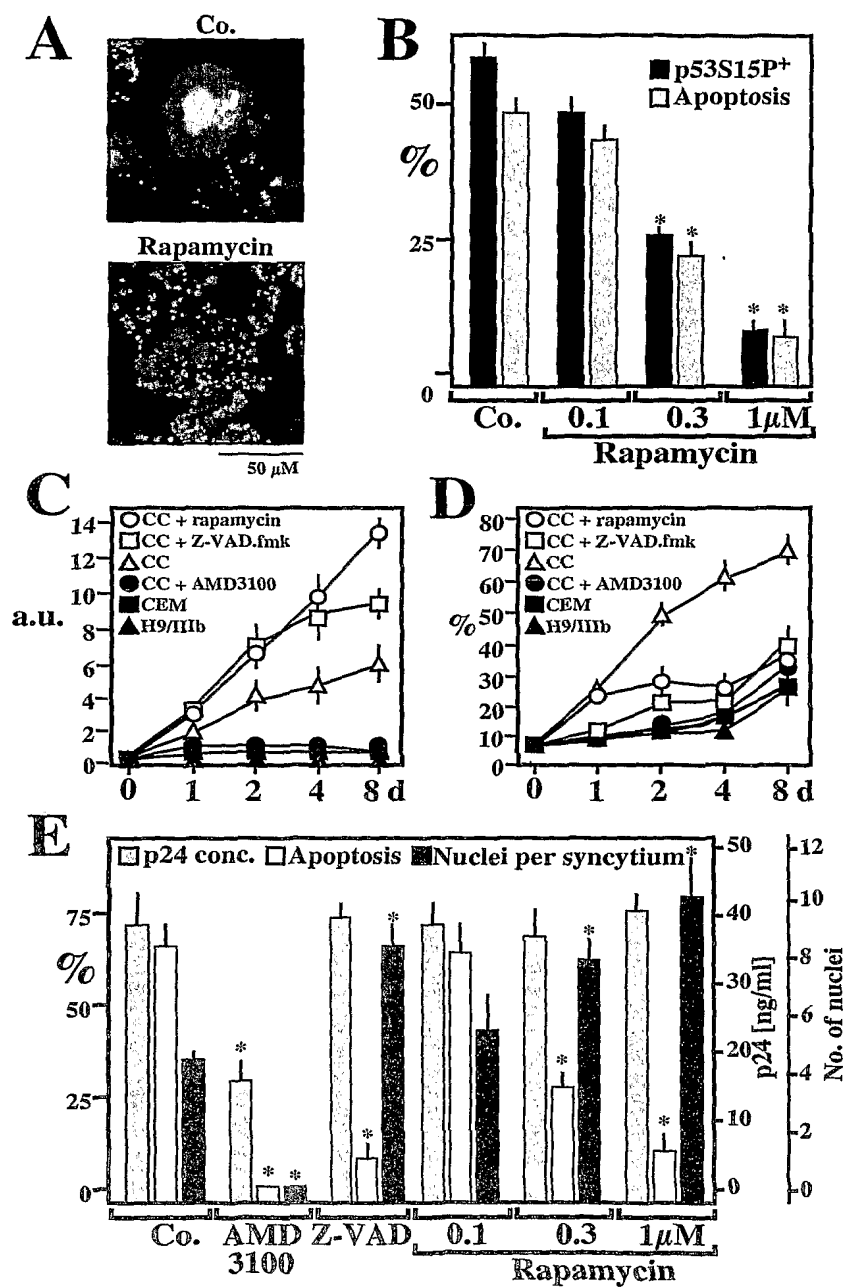 A
Co.
Rapamycin
50 μM
B
p53S15P+
Apoptosis
50
%
25
0
* * * *
Co. 0.1 0.3 1μM
Rapamycin
C
14
12
10
a.u.
8
6
4
2
0
CC + rapamycin
CC + Z-VAD.fmk
CC
CC + AMD3100
CEM
H9/IIIb
0 1 2 4 8 d
D
80
70
60
50
%
40
30
20
10
0
CC + rapamycin
CC + Z-VAD.fmk
CC
CC + AMD3100
CEM
H9/IIIb
0 1 2 4 8 d
E
p24 conc. Apoptosis Nuclei per syncytium
75
%
50
25
0
* * * * * * * * *
50
40
30
20
10
0
p24 [ng/ml]
12
10
8
6
4
2
0
No. of nuclei
Co. AMD 3100 Z-VAD 0.1 0.3 1μM
Rapamycin